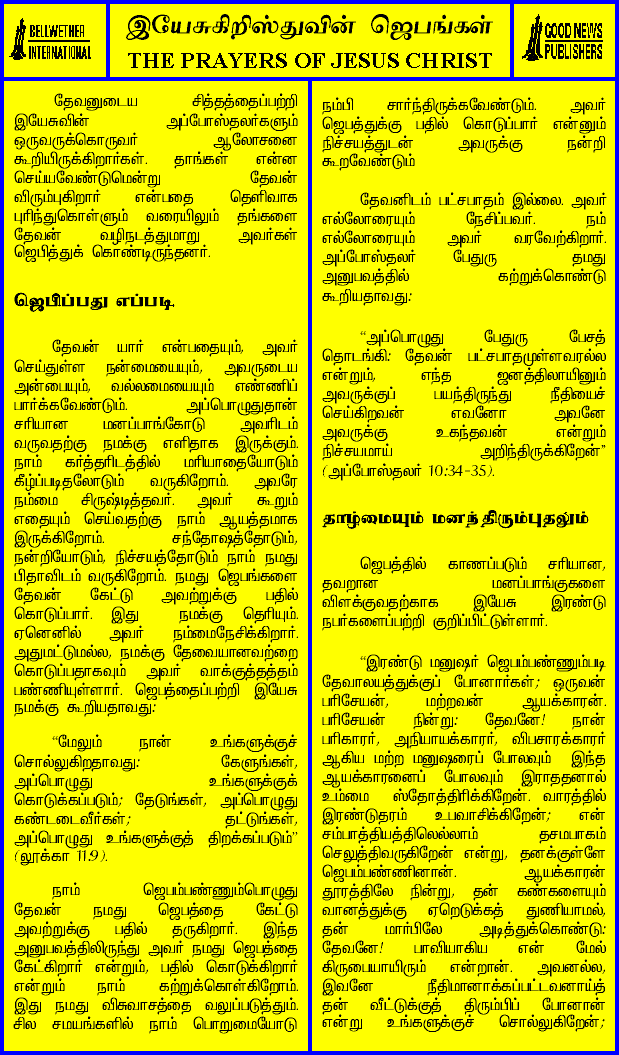 BELLWETHER
INTERNATIONAL
இயேசுகிறிஸ்துவின் ஜெபங்கள்
THE PRAYERS OF JESUS CHRIST
GOOD NEWS
PUBLISHERS
தேவனுடைய சித்தத்தைப்பற்றி
இயேசுவின் அப்போஸ்தலர்களும்
ஒருவருக்கொருவர் ஆலோசனை
கூறியிருக்கிறார்கள். தாங்கள் என்ன
செய்யவேண்டுமென்று தேவன்
விரும்புகிறார் என்பதை தெளிவாக
புரிந்துகொள்ளும் வரையிலும் தங்களை
தேவன் வழிநடத்துமாறு அவர்கள்
ஜெபித்துக் கொண்டிருந்தனர்.
ஜெபிப்பது எப்படி.
தேவன் யார் என்பதையும், அவர்
செய்துள்ள நன்மையையும், அவருடைய
அன்பையும், வல்லமையையும் எண்ணிப்
பார்க்கவேண்டும். அப்பொழுதுதான்
சரியான மனப்பாங்கோடு அவரிடம்
வருவதற்கு நமக்கு எளிதாக இருக்கும்.
நாம் கர்த்தரிடத்தில் மரியாதையோடும்
கீழ்ப்படிதலோடும் வருகிறோம். அவரே
நம்மை சிருஷ்டித்தவர். அவர் கூறும்
எதையும் செய்வதற்கு நாம் ஆயத்தமாக
இருக்கிறோம். சந்தோஷத்தோடும்,
நன்றியோடும், நிச்சயத்தோடும் நாம் நமது
பிதாவிடம் வருகிறோம். நமது ஜெபங்களை
தேவன் கேட்டு அவற்றுக்கு பதில்
கொடுப்பார். இது நமக்கு தெரியும்.
ஏனெனில் அவர் நம்மைநேசிக்கிறார்.
அதுமட்டுமல்ல, நமக்கு தேவையானவற்றை
கொடுப்பதாகவும் அவர் வாக்குத்தத்தம்
பண்ணியுள்ளார். ஜெபத்தைப்பற்றி இயேசு
நமக்கு கூறியதாவது:
“மேலும் நான் உங்களுக்குச்
சொல்லுகிறதாவது: கேளுங்கள்,
அப்பொழுது உங்களுக்குக்
கொடுக்கப்படும்; தேடுங்கள், அப்பொழுது
கண்டடைவீர்கள்; தட்டுங்கள்,
அப்பொழுது உங்களுக்குத் திறக்கப்படும்”
(லூக்கா 11:9).
நாம் ஜெபம்பண்ணும்பொழுது
தேவன் நமது ஜெபத்தை கேட்டு
அவற்றுக்கு பதில் தருகிறார். இந்த
அனுபவத்திலிருந்து அவர் நமது ஜெபத்தை
கேட்கிறார் என்றும், பதில் கொடுக்கிறார்
என்றும் நாம் கற்றுக்கொள்கிறோம்.
இது நமது விசுவாசத்தை வலுப்படுத்தும்.
சில சமயங்களில் நாம் பொறுமையோடு
நம்பி சார்ந்திருக்கவேண்டும். அவர்
ஜெபத்துக்கு பதில் கொடுப்பார் என்னும்
நிச்சயத்துடன் அவருக்கு நன்றி
கூறவேண்டும்
தேவனிடம் பட்சபாதம் இல்லை. அவர்
எல்லோரையும் நேசிப்பவர். நம்
எல்லோரையும் அவர் வரவேற்கிறார்.
அப்போஸ்தலர் பேதுரு தமது
அனுபவத்தில் கற்றுக்கொண்டு
கூறியதாவது:
“அப்பொழுது பேதுரு பேசத்
தொடங்கி: தேவன் பட்சபாதமுள்ளவரல்ல
என்றும், எந்த ஜனத்திலாயினும்
அவருக்குப் பயந்திருந்து நீதியைச்
செய்கிறவன் எவனோ அவனே
அவருக்கு உகந்தவன் என்றும்
நிச்சயமாய் அறிந்திருக்கிறேன்”
(அப்போஸ்தலர் 10:34-35).
தாழ்மையும் மனந்திரும்புதலும்
ஜெபத்தில் காணப்படும் சரியான,
தவறான மனப்பாங்குகளை
விளக்குவதற்காக இயேசு இரண்டு
நபர்களைப்பற்றி குறிப்பிட்டுள்ளார்.
“இரண்டு மனுஷர் ஜெபம்பண்ணும்படி
தேவாலயத்துக்குப் போனார்கள்; ஒருவன்
பரிசேயன், மற்றவன் ஆயக்காரன்.
பரிசேயன் நின்று: தேவனே! நான்
பரிகாரர், அநியாயக்காரர், விபசாரக்காரர்
ஆகிய மற்ற மனுஷரைப் போலவும் இந்த
ஆயக்காரனைப் போலவும் இராததனால்
உம்மை ஸ்தோத்திரிக்கிறேன். வாரத்தில்
இரண்டுதரம் உபவாசிக்கிறேன்; என்
சம்பாத்தியத்திலெல்லாம் தசமபாகம்
செலுத்திவருகிறேன் என்று, தனக்குள்ளே
ஜெபம்பண்ணினான். ஆயக்காரன்
தூரத்திலே நின்று, தன் கண்களையும்
வானத்துக்கு ஏறெடுக்கத் துணியாமல்,
தன் மார்பிலே அடித்துக்கொண்டு:
தேவனே! பாவியாகிய என் மேல்
கிருபையாயிரும் என்றான். அவனல்ல,
இவனே நீதிமானாக்கப்பட்டவனாய்த்
தன் வீட்டுக்குத் திரும்பிப் போனான்
என்று உங்களுக்குச் சொல்லுகிறேன்;